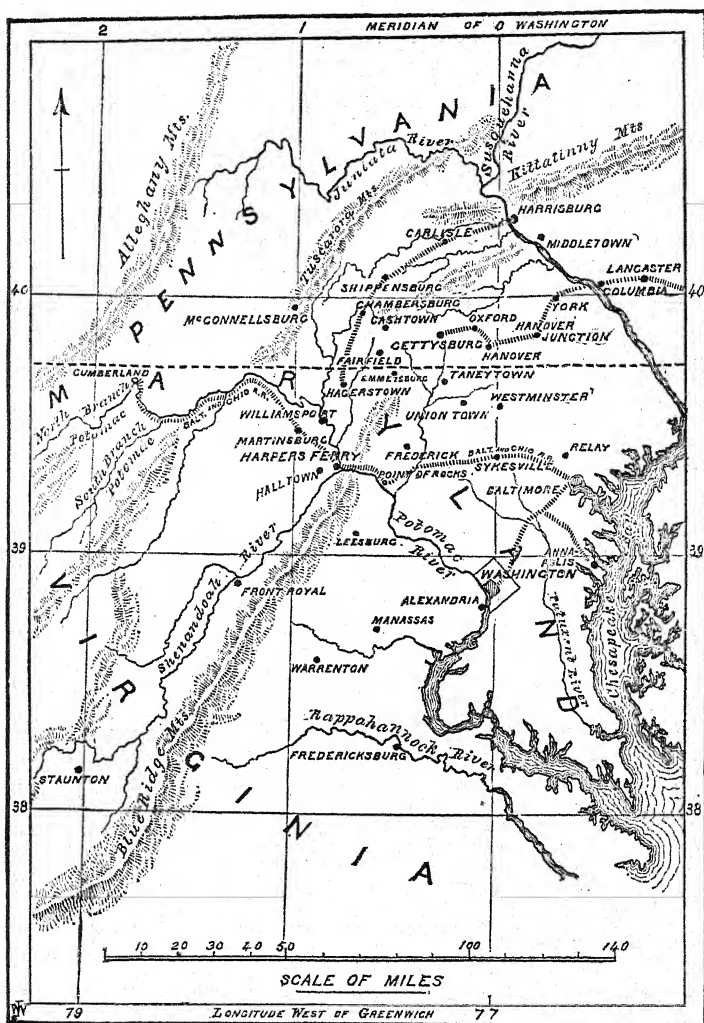 2 1 MERIDIAN OF 0 WASHINGTON
PENNSYLVANIA
Susquehanna River
Alleghany Mts.
Juniata River
Kittatinny Mts
Tuscarora Mts.
HARRISBURG
CARLISLE
MIDDLETOWN
SHIPPENSBURG
LANCASTER
COLUMBIA
40 40
CHAMBERSBURG
YORK
McCONNELLSBURG
CASHTOWN
OXFORD
HANOVER JUNCTION
GETTYSBURG
HANOVER
FAIRFIELD
MARYLAND
CUMBERLAND
EMMETSBURG
TANEYTOWN
HAGERSTOWN
North Branch Potomac
BALT. AND OHIO R.R.
UNION TOWN
WESTMINSTER
WILLIAMSPORT
South Branch Potomac
MARTINSBURG
FREDERICK
BALT. AND OHIO R.R.
RELAY
HARPERS FERRY
SYKESVILLE
HALLTOWN
POINT OF ROCKS
BALTIMORE
39 39
Potomac River
LEESBURG
ANNAPOLIS
WASHINGTON
Shenandoah River
FRONT ROYAL
ALEXANDRIA
Patuxent River
Chesapeake
MANASSAS
WARRENTON
VIRGINIA
Rappahannock River
FREDERICKSBURG
STAUNTON
Blue Ridge Mts.
38 38
10 20 30 40 50 100 140
SCALE OF MILES
79 LONGITUDE WEST OF GREENWICH 77